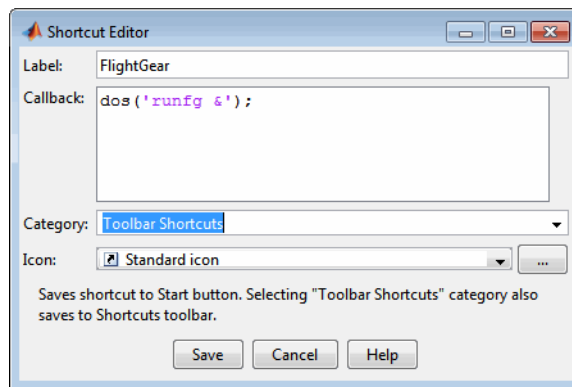 Shortcut Editor
Label: FlightGear
Callback: dos('runfg &');
Category: Toolbar Shortcuts
Icon: Standard icon ...
Saves shortcut to Start button. Selecting "Toolbar Shortcuts" category also
saves to Shortcuts toolbar.
Save Cancel Help